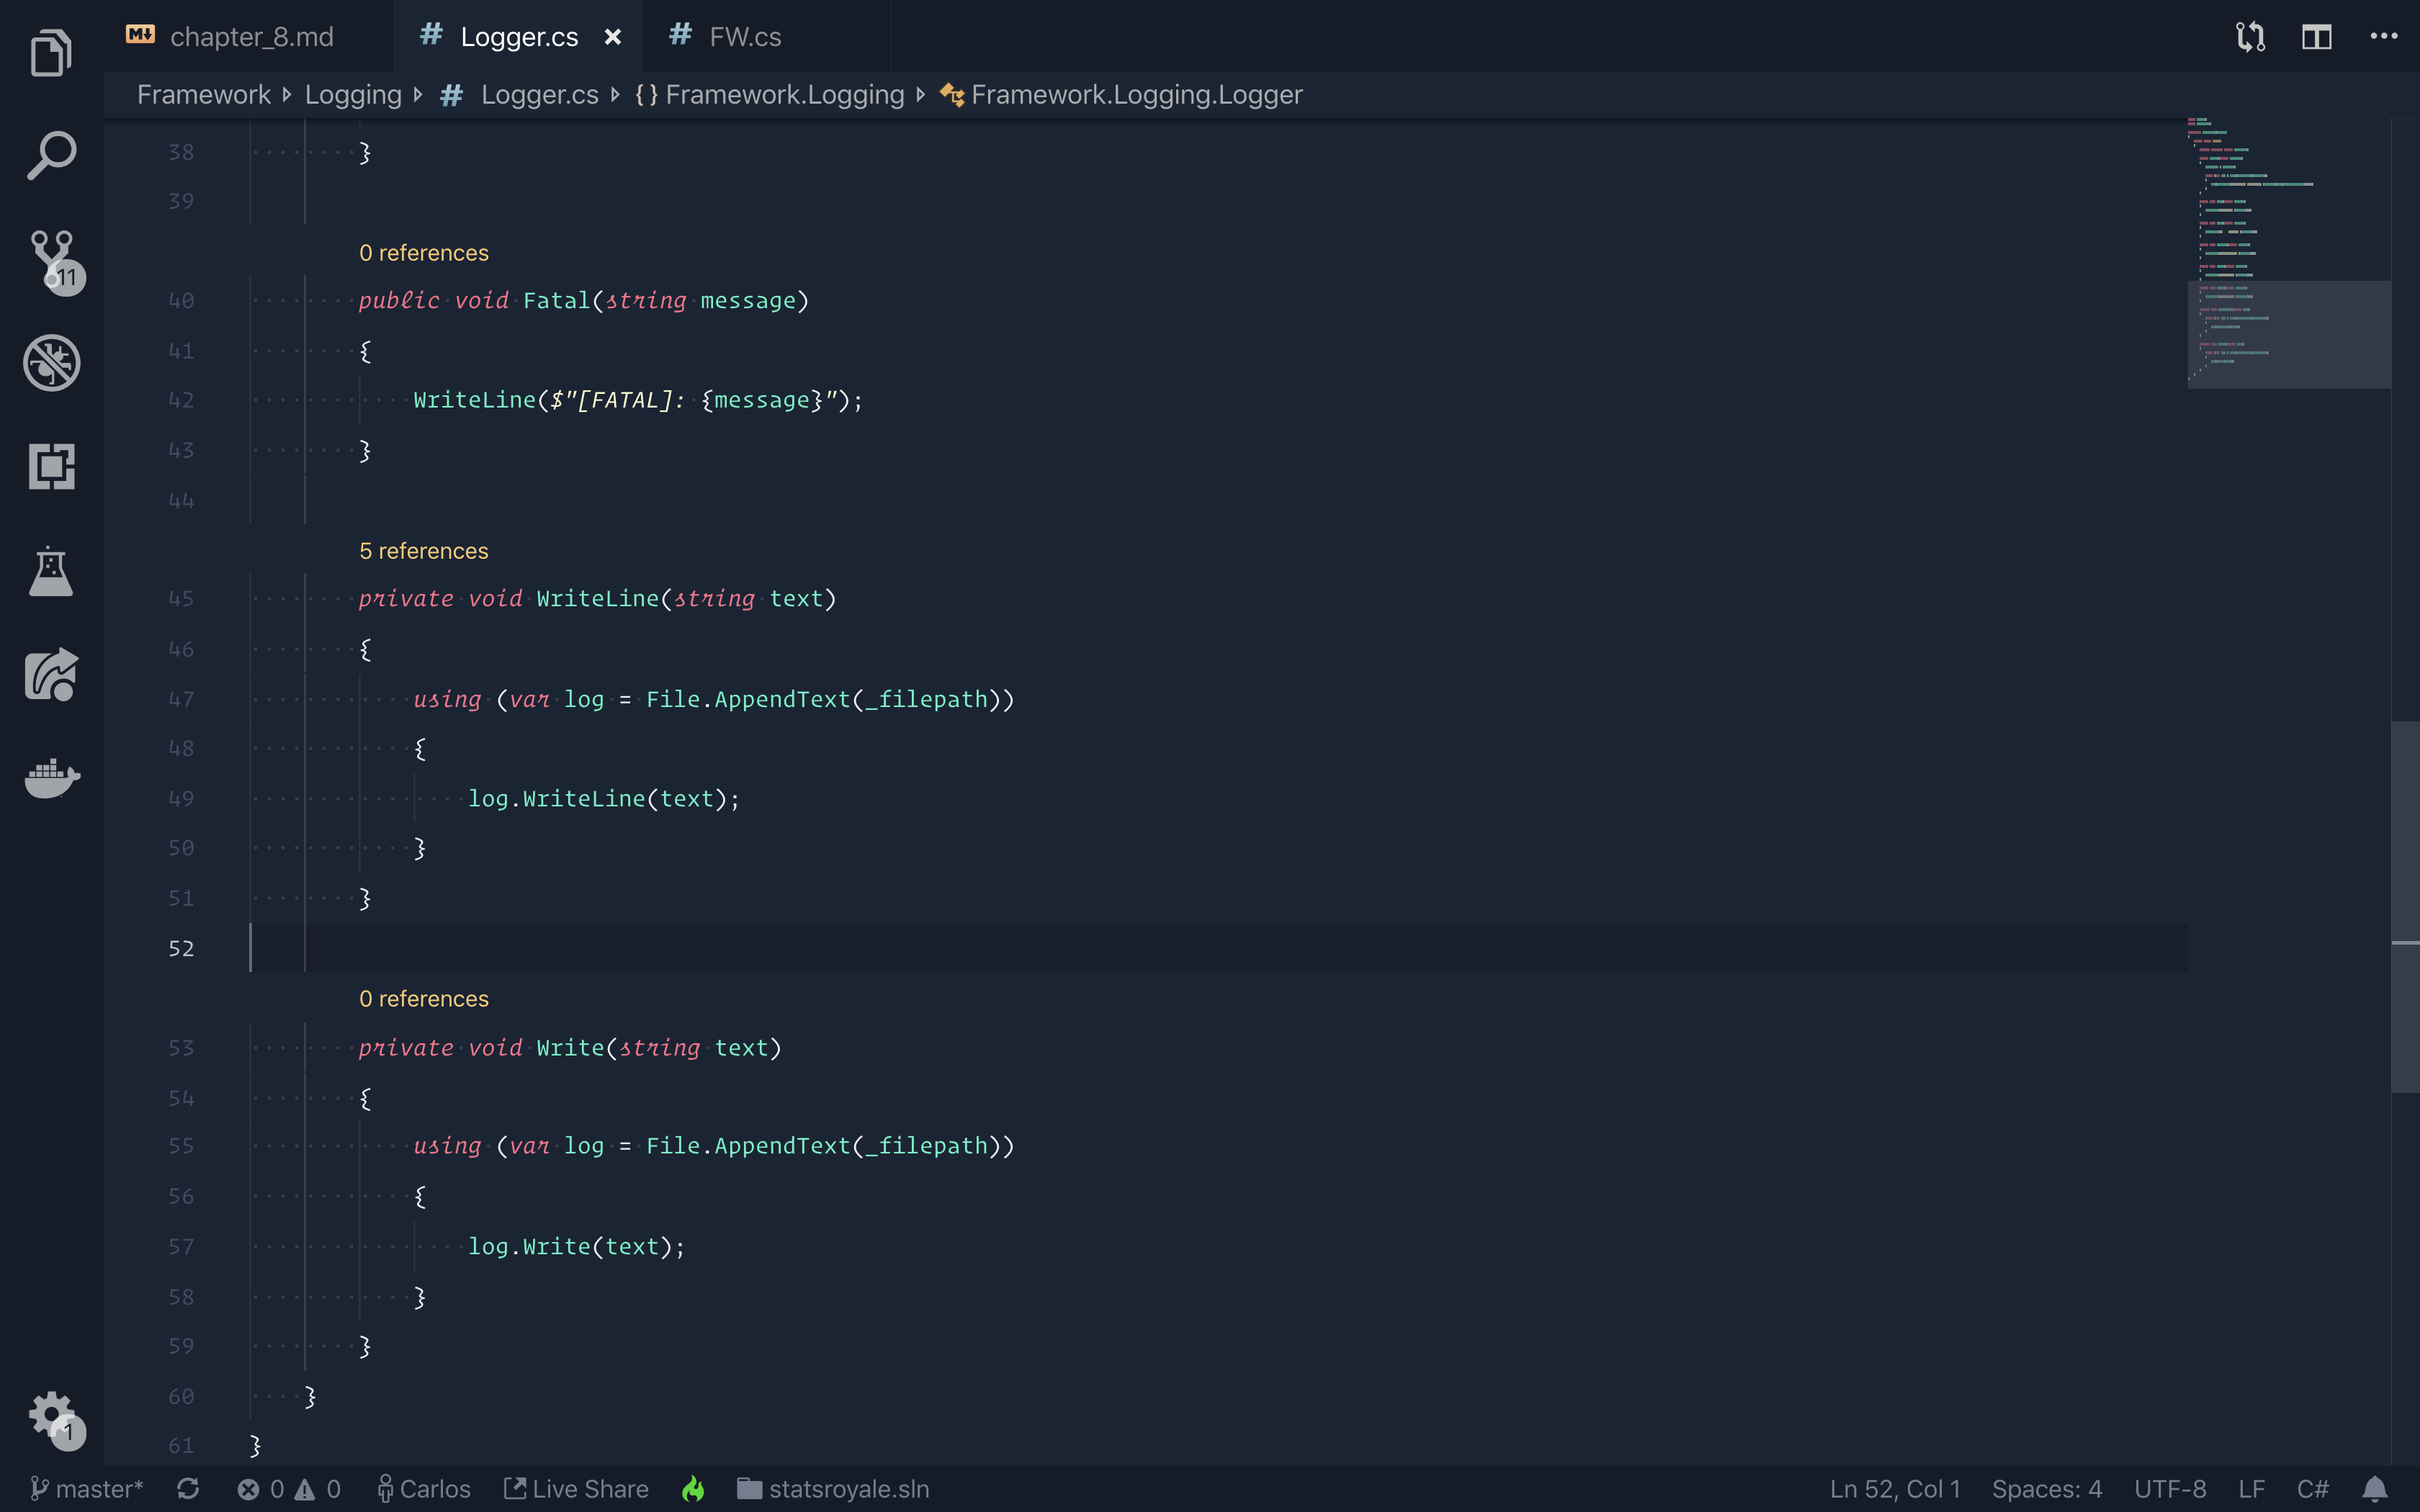 chapter_8.md Logger.cs FW.cs
Framework Logging # Logger.cs {} Framework.Logging Framework.Logging.Logger
38         }
39
0 references
40         public void Fatal(string message)
41         {
42             WriteLine($"[FATAL]: {message}");
43         }
44
5 references
45         private void WriteLine(string text)
46         {
47             using (var log = File.AppendText(_filepath))
48             {
49                 log.WriteLine(text);
50             }
51         }
52
0 references
53         private void Write(string text)
54         {
55             using (var log = File.AppendText(_filepath))
56             {
57                 log.Write(text);
58             }
59         }
60     }
61 }
11
1
master* 0 0 Carlos Live Share statsroyale.sln Ln 52, Col 1 Spaces: 4 UTF-8 LF C#